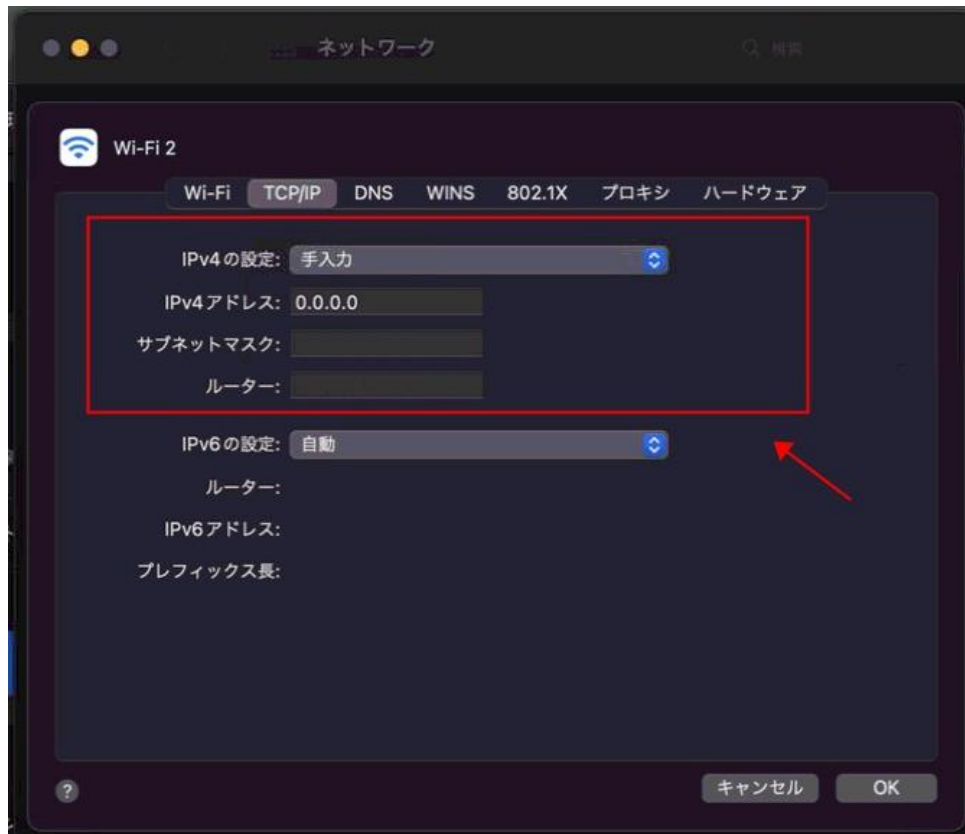 ネットワーク
検索
Wi-Fi 2
Wi-Fi TCP/IP DNS WINS 802.1X プロキシ ハードウェア
IPv4の設定: 手入力
IPv4アドレス: 0.0.0.0
サブネットマスク:
ルーター:
IPv6の設定: 自動
ルーター:
IPv6アドレス:
プレフィックス長:
? キャンセル OK